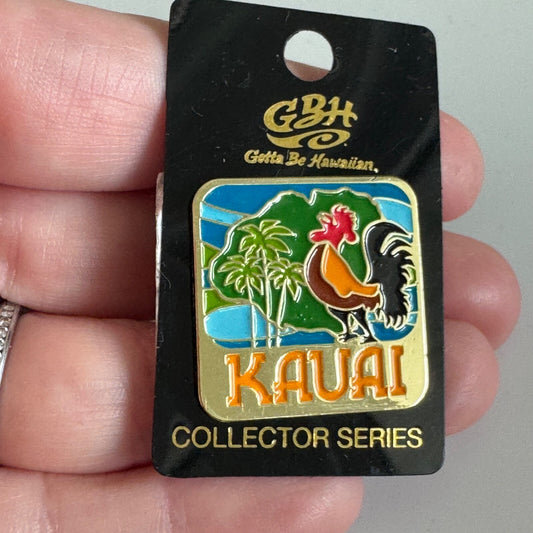 GBH
Gotta Be Hawaiian.
KAUAI
COLLECTOR SERIES